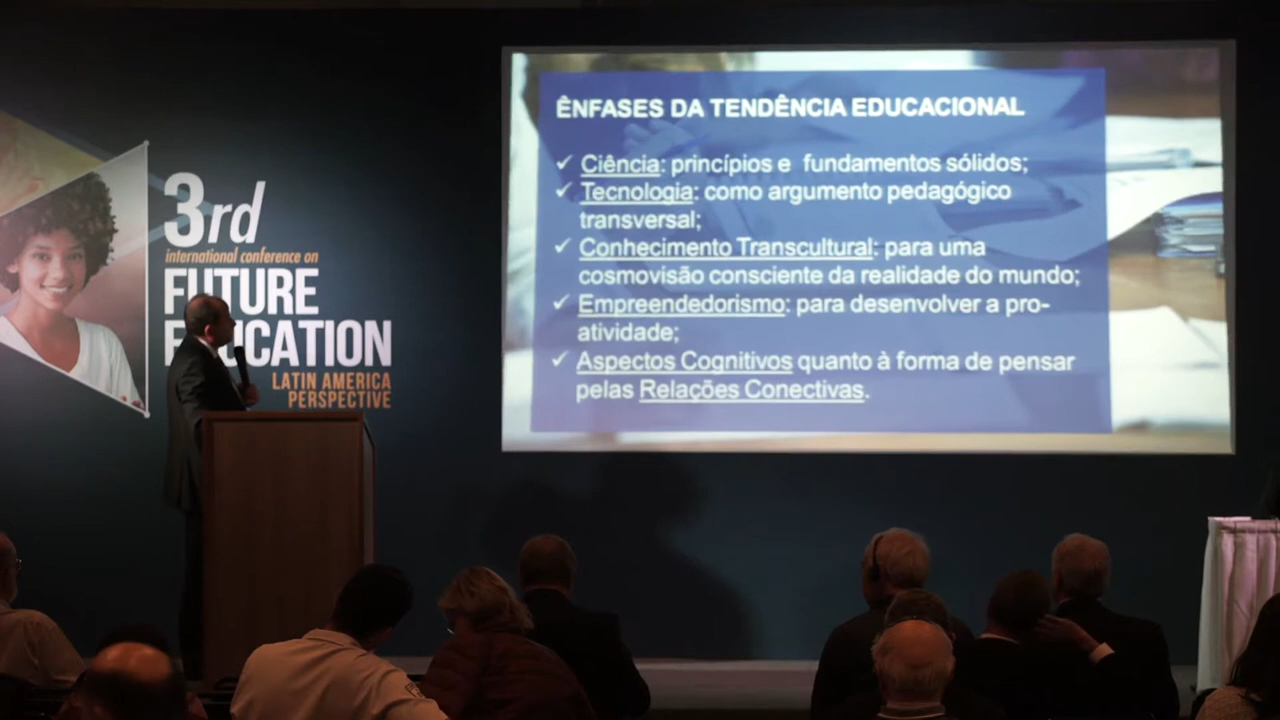 3rd
international conference on
FUTURE
EDUCATION
LATIN AMERICA
PERSPECTIVE
ÊNFASES DA TENDÊNCIA EDUCACIONAL
✓ Ciência: princípios e fundamentos sólidos;
✓ Tecnologia: como argumento pedagógico
transversal;
✓ Conhecimento Transcultural: para uma
cosmovisão consciente da realidade do mundo;
✓ Empreendedorismo: para desenvolver a pro-
atividade;
✓ Aspectos Cognitivos quanto à forma de pensar
pelas Relações Conectivas.